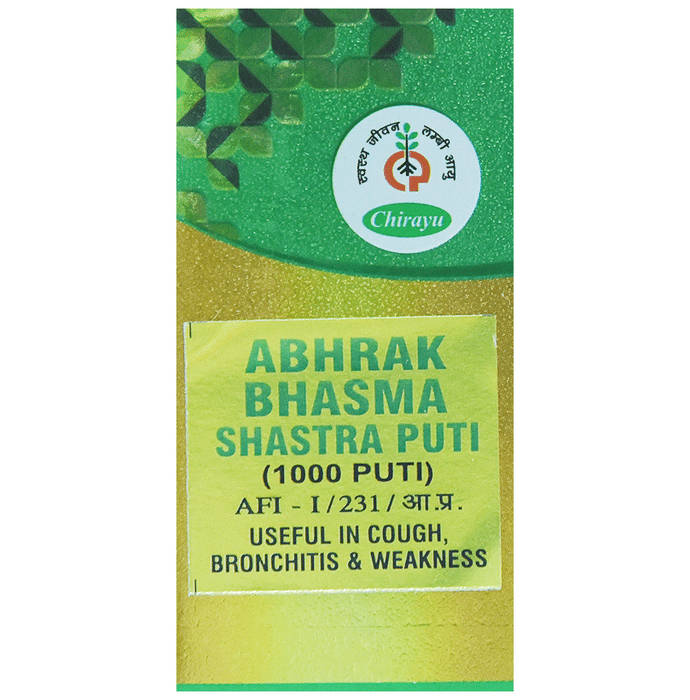 स्वस्थ जीवन लम्बी आयु
Chirayu
ABHRAK
BHASMA
SHASTRA PUTI
(1000 PUTI)
AFI - I/231/आ.प्र.
USEFUL IN COUGH,
BRONCHITIS & WEAKNESS